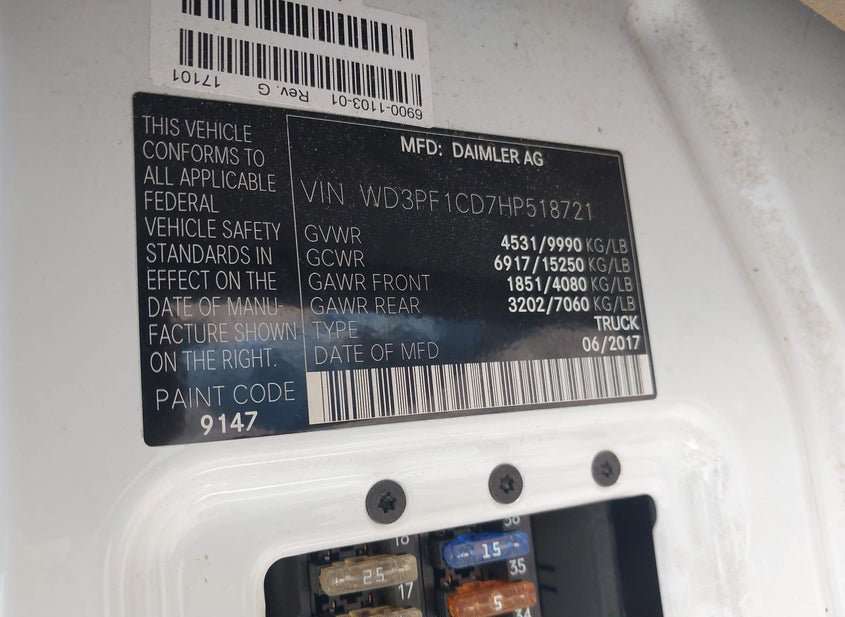 17101
Rev. G
6900-1103-01
THIS VEHICLE
CONFORMS TO
ALL APPLICABLE
FEDERAL
VEHICLE SAFETY
STANDARDS IN
EFFECT ON THE
DATE OF MANU-
FACTURE SHOWN
ON THE RIGHT.
PAINT CODE
9147
MFD: DAIMLER AG
VIN WD3PF1CD7HP518721
GVWR 4531/9990 KG/LB
GCWR 6917/15250 KG/LB
GAWR FRONT 1851/4080 KG/LB
GAWR REAR 3202/7060 KG/LB
TYPE TRUCK
DATE OF MFD 06/2017
18
36
25
15
17
35
5
34